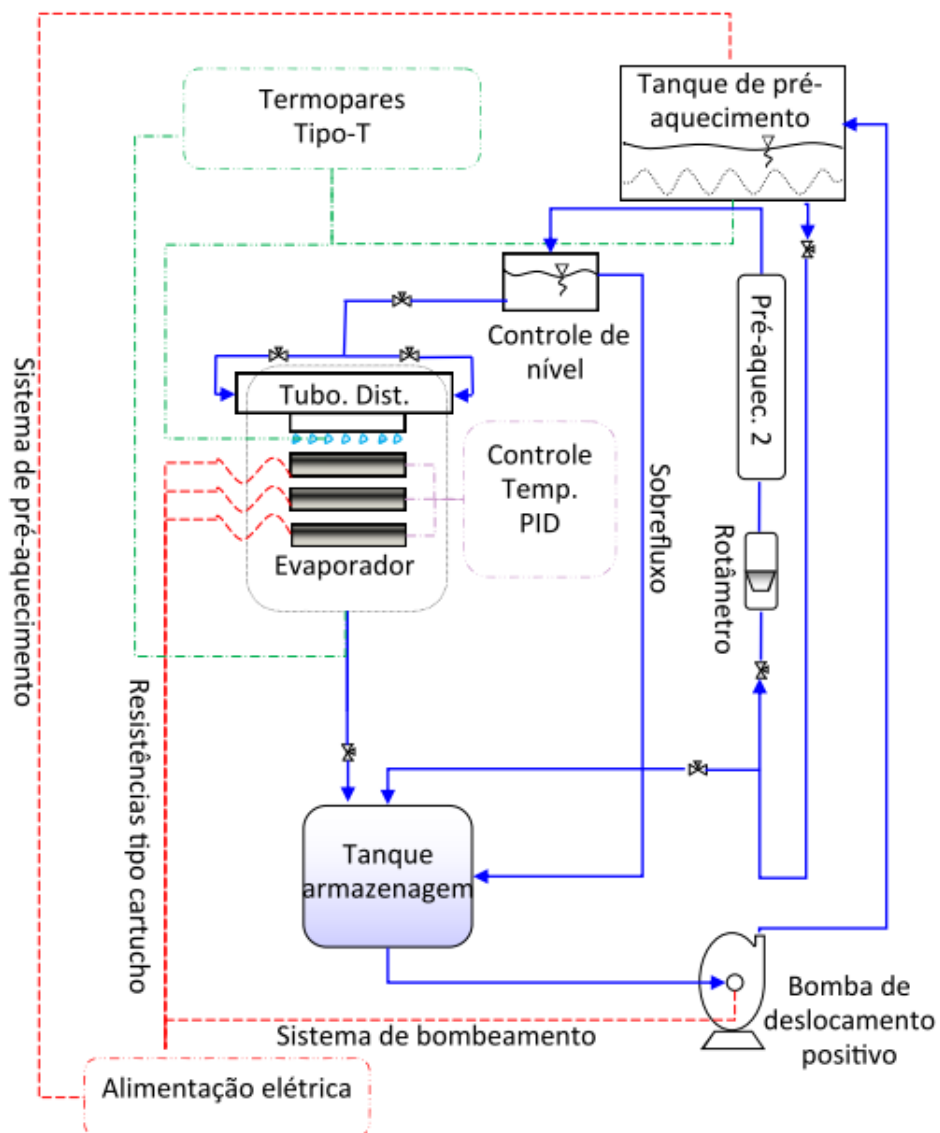 Tanque de pré-
aquecimento
Termopares
Tipo-T
Controle de
nível
Pré-aquec. 2
Tubo. Dist.
Controle
Temp.
PID
Evaporador
Sobrefluxo
Rotâmetro
Sistema de pré-aquecimento
Resistências tipo cartucho
Tanque
armazenagem
Bomba de
deslocamento
positivo
Sistema de bombeamento
Alimentação elétrica